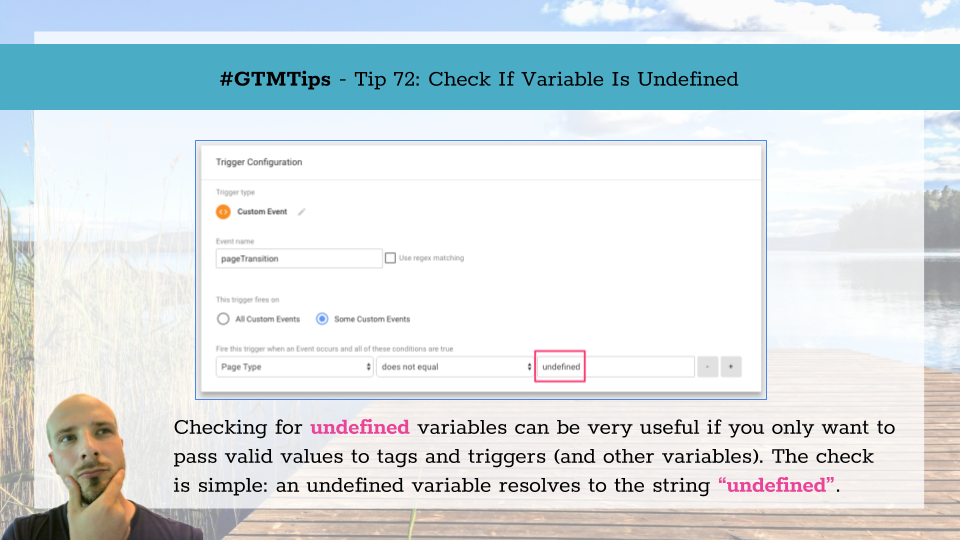 #GTMTips - Tip 72: Check If Variable Is Undefined
Trigger Configuration
Trigger type
Custom Event
Event name
pageTransition
Use regex matching
This trigger fires on
All Custom Events
Some Custom Events
Fire this trigger when an Event occurs and all of these conditions are true
Page Type
does not equal
undefined
-
+
Checking for undefined variables can be very useful if you only want to
pass valid values to tags and triggers (and other variables). The check
is simple: an undefined variable resolves to the string “undefined”.